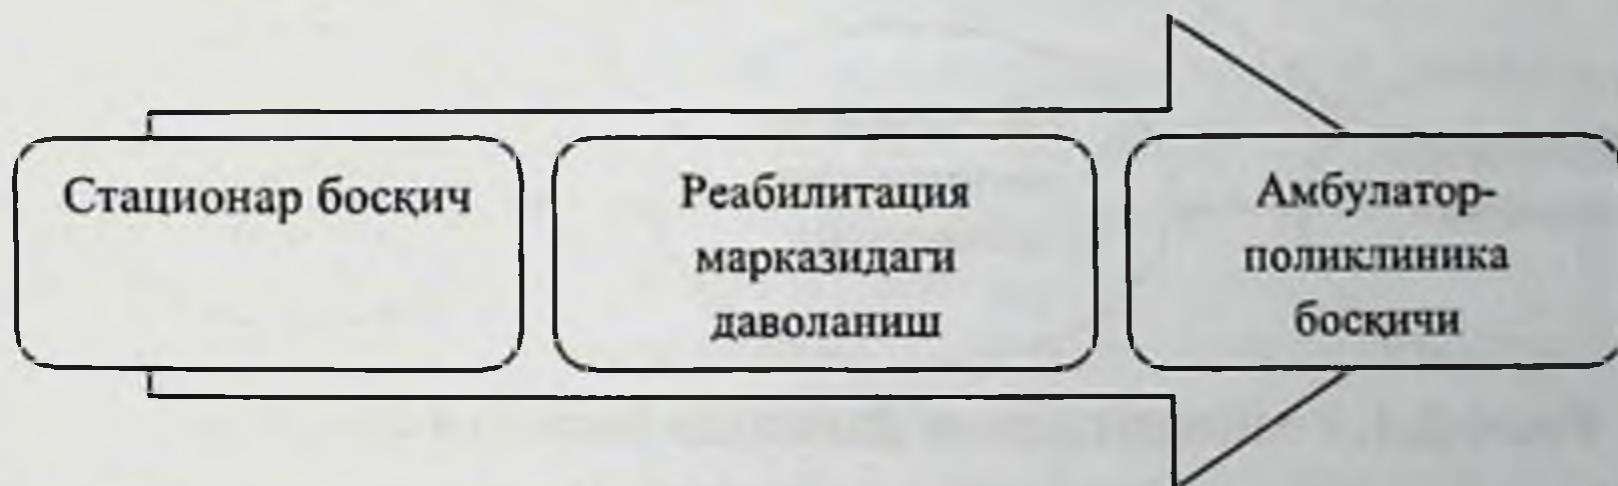 Стационар босқич
Реабилитация
марказидаги
даволаниш
Амбулатор-
поликлиника
босқичи